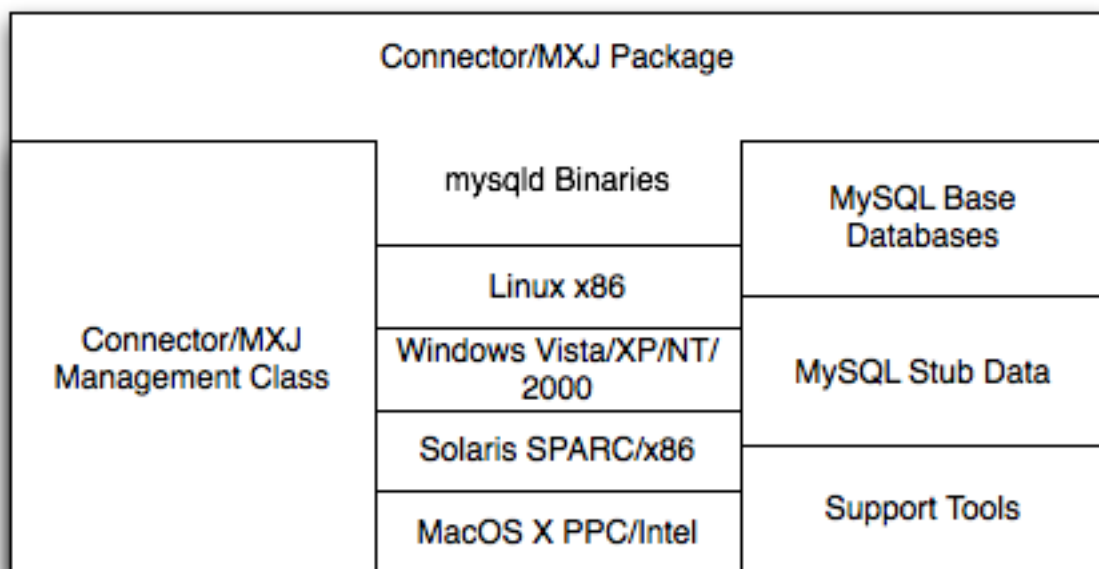 Connector/MXJ Package
Connector/MXJ
Management Class
mysqld Binaries
Linux x86
Windows Vista/XP/NT/
2000
Solaris SPARC/x86
MacOS X PPC/Intel
MySQL Base
Databases
MySQL Stub Data
Support Tools